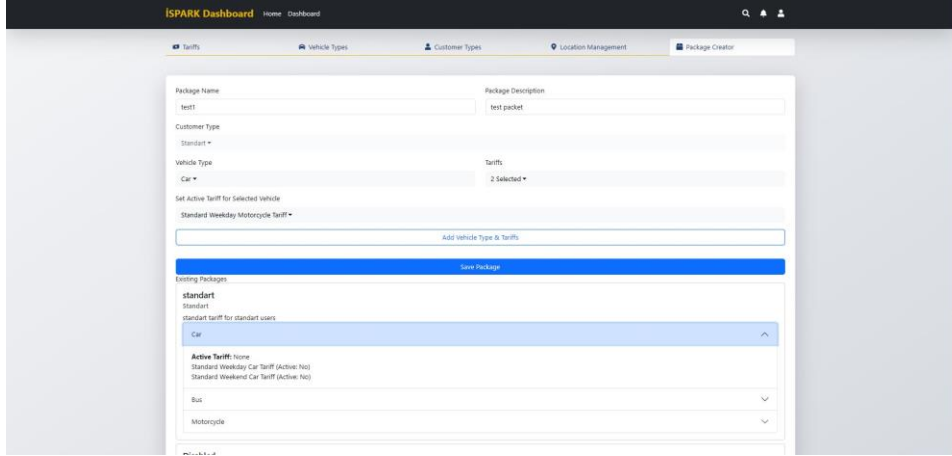 İSPARK Dashboard Home Dashboard
Tariffs Vehicle Types Customer Types Location Management Package Creator
Package Name Package Description
test1 test packet
Customer Type
Standart
Vehicle Type Tariffs
Car 2 Selected
Set Active Tariff for Selected Vehicle
Standard Weekday Motorcycle Tariff
Add Vehicle Type & Tariffs
Save Package
Existing Packages
standart
Standart
standart tariff for standart users
Car
Active Tariff: None
Standard Weekday Car Tariff (Active: No)
Standard Weekend Car Tariff (Active: No)
Bus
Motorcycle
Disabled